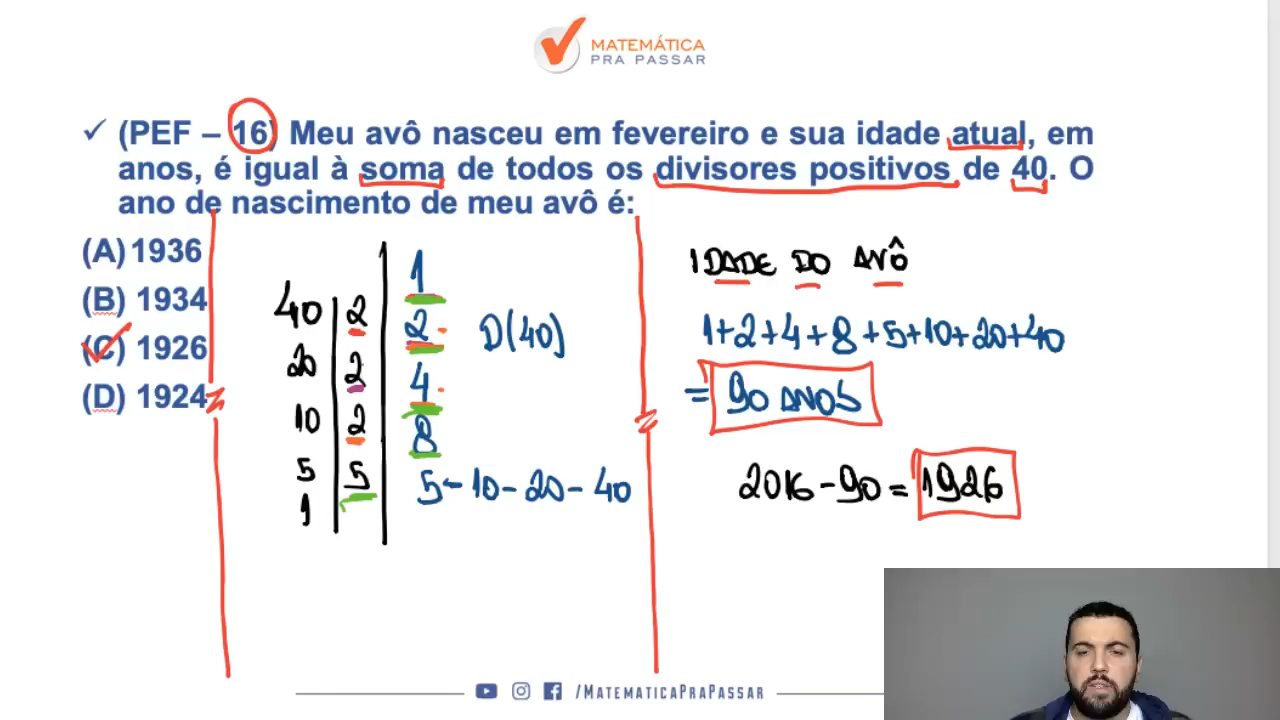 MATEMÁTICA
PRA PASSAR
(PEF – 16) Meu avô nasceu em fevereiro e sua idade atual, em
anos, é igual à soma de todos os divisores positivos de 40. O
ano de nascimento de meu avô é:
(A) 1936
(B) 1934
(C) 1926
(D) 1924
1
40 2 2
20 2 4
10 2 8
5 5 5 - 10 - 20 - 40
1
D(40)
IDADE DO AVÔ
1+2+4+8+5+10+20+40
= 90 ANOS
2016 - 90 = 1926
/MATEMATICAPRAPASSAR